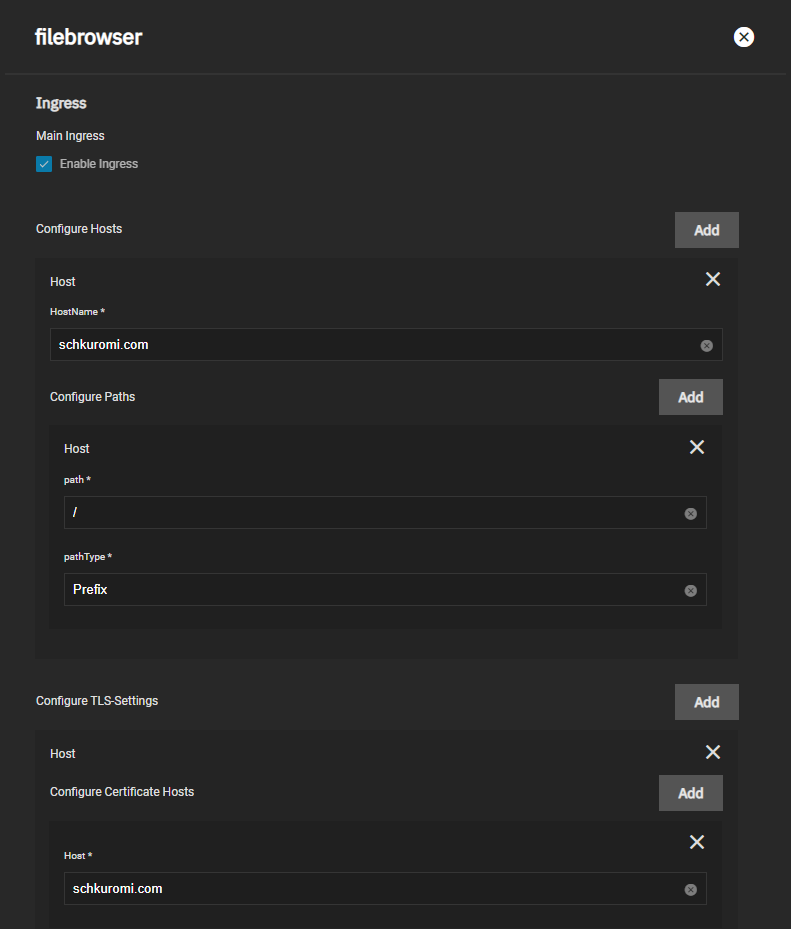 filebrowser
Ingress
Main Ingress
Enable Ingress
Configure Hosts
Add
Host
HostName *
schkuromi.com
Configure Paths
Add
Host
path *
/
pathType *
Prefix
Configure TLS-Settings
Add
Host
Configure Certificate Hosts
Add
Host *
schkuromi.com